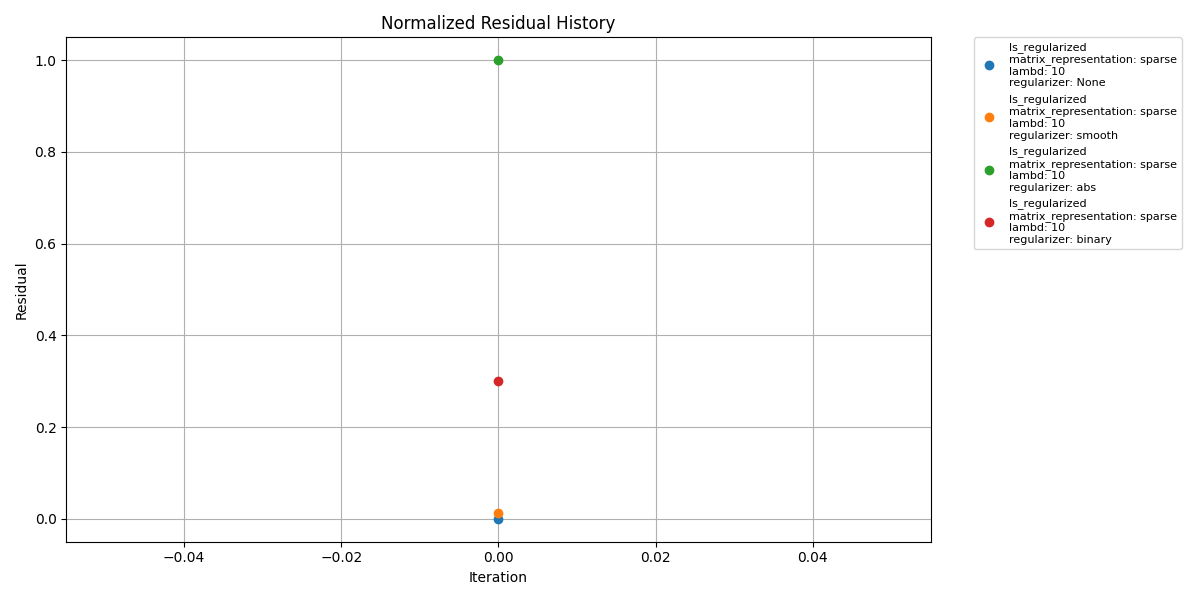 Normalized Residual History
1.0
0.8
0.6
0.4
0.2
0.0
Residual
−0.04
−0.02
0.00
0.02
0.04
Iteration
ls_regularized
matrix_representation: sparse
lambd: 10
regularizer: None
ls_regularized
matrix_representation: sparse
lambd: 10
regularizer: smooth
ls_regularized
matrix_representation: sparse
lambd: 10
regularizer: abs
ls_regularized
matrix_representation: sparse
lambd: 10
regularizer: binary